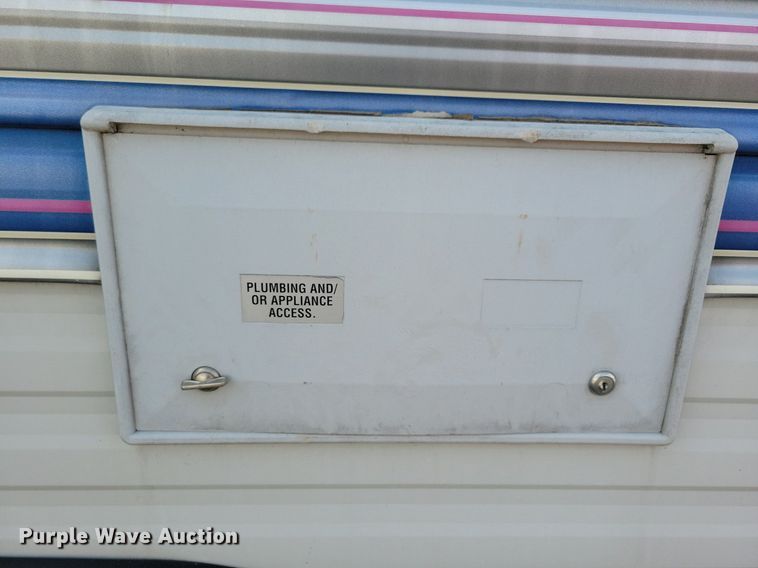 PLUMBING AND/
OR APPLIANCE
ACCESS.
Purple Wave Auction